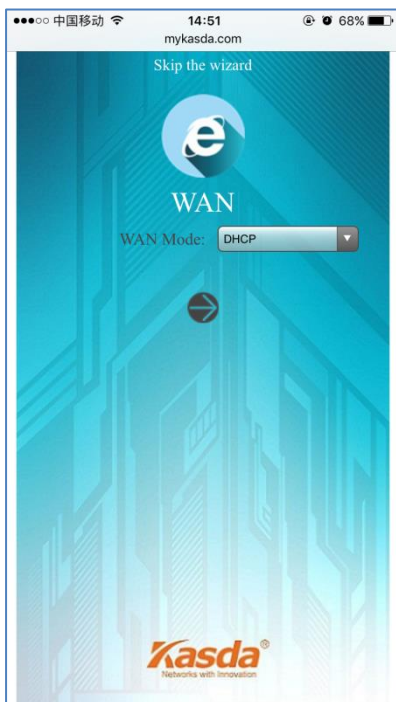 中国移动 14:51 68%
mykasda.com
Skip the wizard
WAN
WAN Mode: DHCP
Kasda®
Networks with Innovation